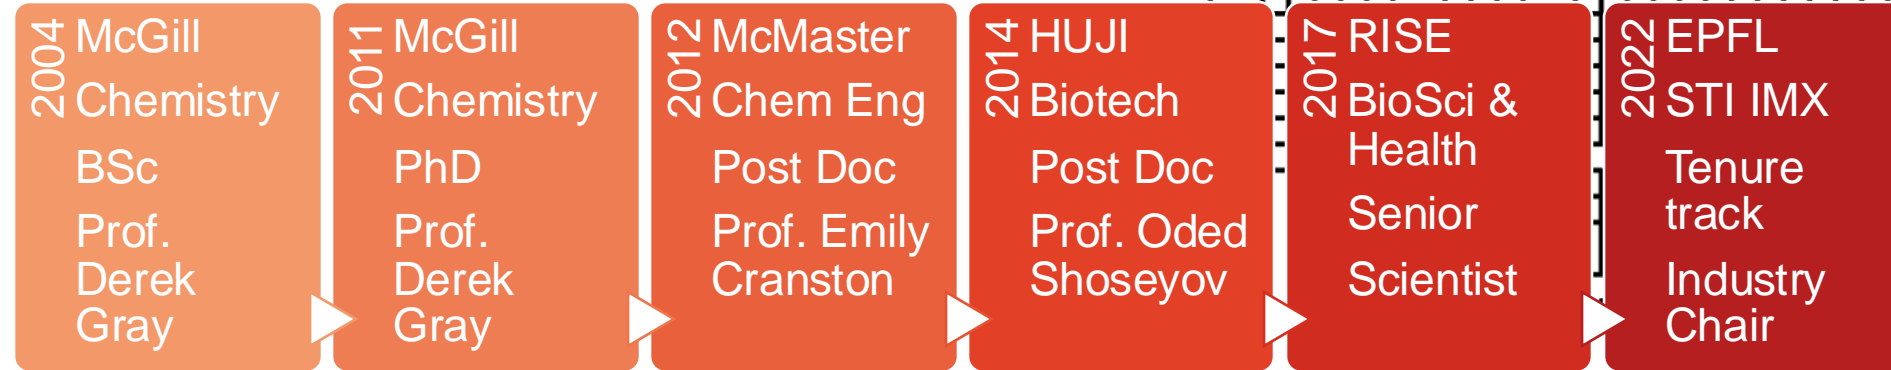 2004
McGill
Chemistry
BSc
Prof.
Derek
Gray
2011
McGill
Chemistry
PhD
Prof.
Derek
Gray
2012
McMaster
Chem Eng
Post Doc
Prof. Emily
Cranston
2014
HUJI
Biotech
Post Doc
Prof. Oded
Shoseyov
2017
RISE
BioSci &
Health
Senior
Scientist
2022
EPFL
STI IMX
Tenure
track
Industry
Chair